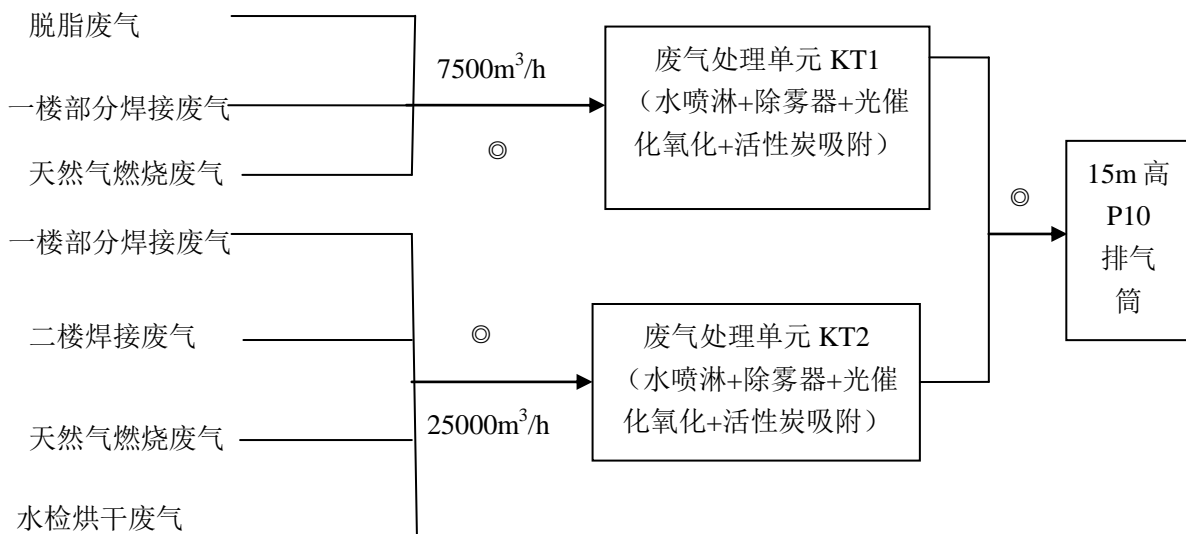 脱脂废气
一楼部分焊接废气
天然气燃烧废气
7500m³/h
◎
废气处理单元 KT1
（水喷淋+除雾器+光催
化氧化+活性炭吸附）
一楼部分焊接废气
二楼焊接废气
天然气燃烧废气
水检烘干废气
◎
25000m³/h
废气处理单元 KT2
（水喷淋+除雾器+光催
化氧化+活性炭吸附）
◎
15m 高
P10
排气
筒